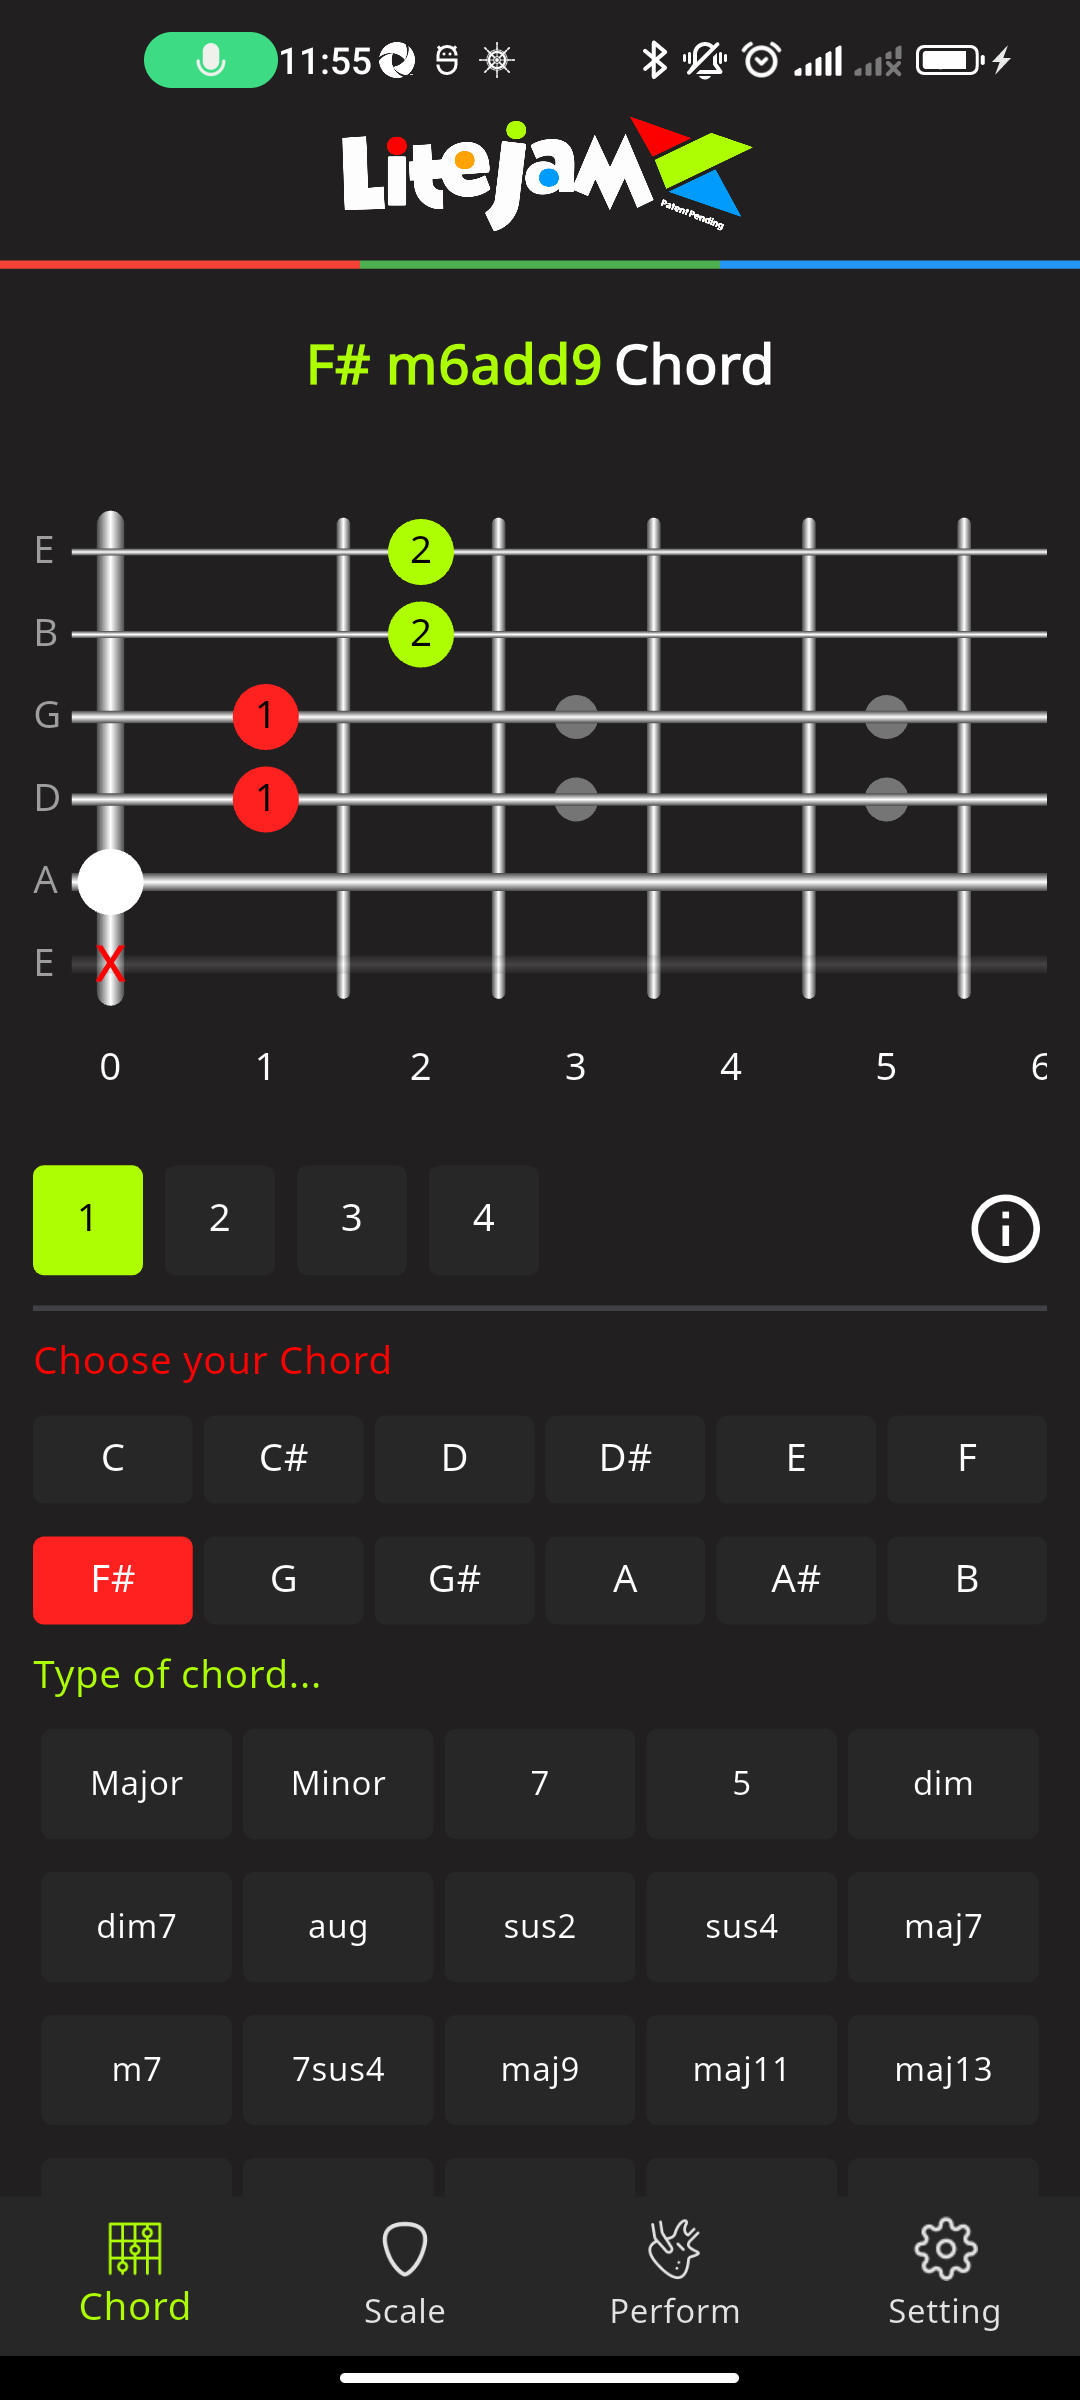 11:55
LitejaM
Patent Pending
F# m6add9 Chord
E 2
B 2
G 1
D 1
A
E X
0 1 2 3 4 5 6
1 2 3 4
Choose your Chord
C C# D D# E F
F# G G# A A# B
Type of chord...
Major Minor 7 5 dim
dim7 aug sus2 sus4 maj7
m7 7sus4 maj9 maj11 maj13
Chord Scale Perform Setting